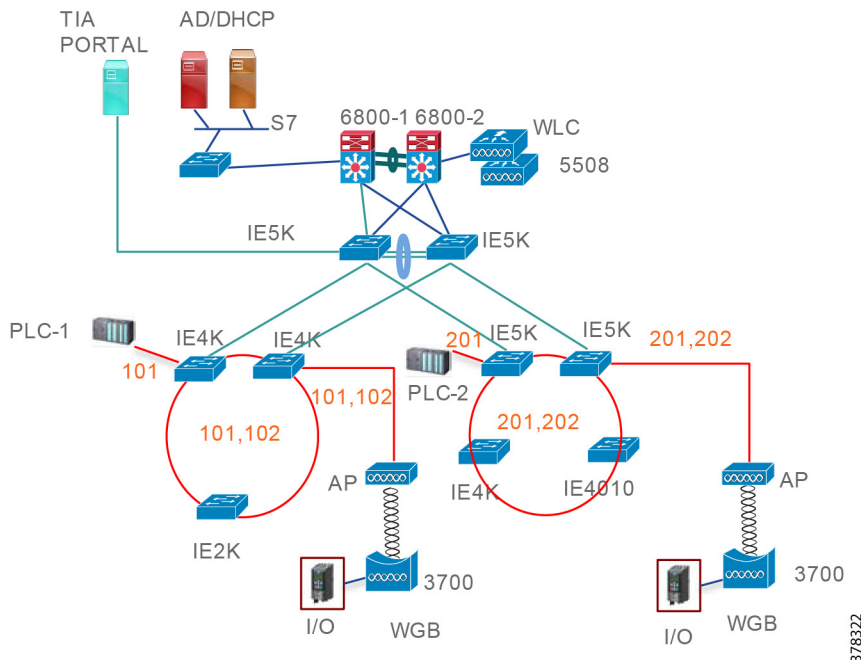 TIA
PORTAL
AD/DHCP
S7
6800-1
6800-2
WLC
5508
IE5K
IE5K
PLC-1
IE4K
IE4K
101
101,102
101,102
IE2K
AP
3700
I/O
WGB
IE5K
IE5K
201
PLC-2
201,202
201,202
IE4K
IE4010
AP
3700
I/O
WGB
378322